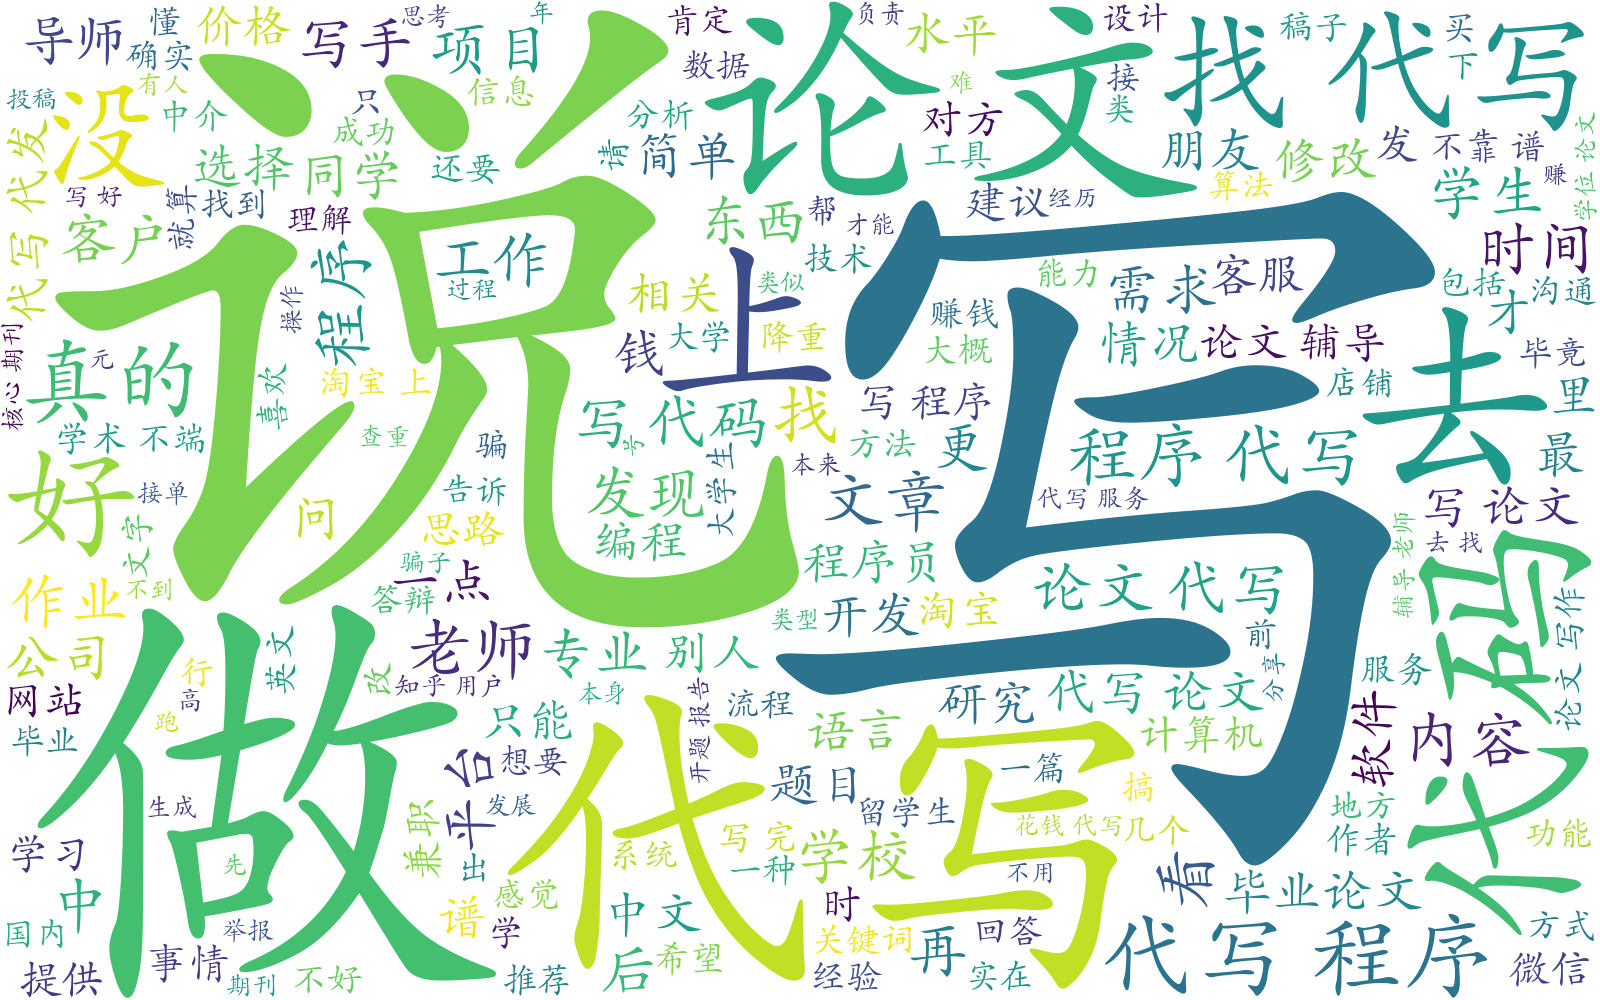 说
写
做
代写
论文
代码
去
上
没
好
真的
找 代写
代写 程序
程序 代写
写 代码
论文 代写
代写 论文
代写 代发
导师
懂
确实
价格
写手
思考
项目
年
负责
水平
肯定
数据
设计
稿子
买
下
接
类
难
投稿
有人
中介
只
成功
信息
分析
对方
工具
选择
同学
还要
请
简单
朋友
修改
发
不靠 谱
赚
学位 论文
学生
算法
写 好
就算
找到
理解
客户
东西
帮
才能
建议
经历
时间
程序
工作
过程
操作
相关
技术
类似
能力
需求
客服
包括
才
沟通
核心 期刊
元
钱
大学
降重
赚钱
大概
情况
论文 辅导
毕竟
店铺
里
淘宝 上
喜欢
学术 不端
查重
找
写 程序
号
骗
方法
更
最
接单
告诉
发现
大学生
本来
文章
代写 服务
写 论文
去 找
辅导 老师
问
思路
编程
文字
不到
骗子
一点
答辩
程序员
作业
类型
开发
淘宝
前
分享
论文 写作
公司
英文
老师
专业
别人
服务
行
高
改
知乎 用户
本身
网站
跑
毕业
只能
开题 报告
流程
语言
研究
计算机
软件
内容
平台
想要
题目
一篇
搞
留学生
生成
兼职
发展
写 完
花钱 代写
几个
地方
作者
功能
学习
先
出
系统
一种
学校
不用
看
毕业论文
中
感觉
谱
学
中文
时
关键词
再
回答
国内
举报
事情
提供
期刊
不好
推荐
后
希望
经验
实在
方式
微信